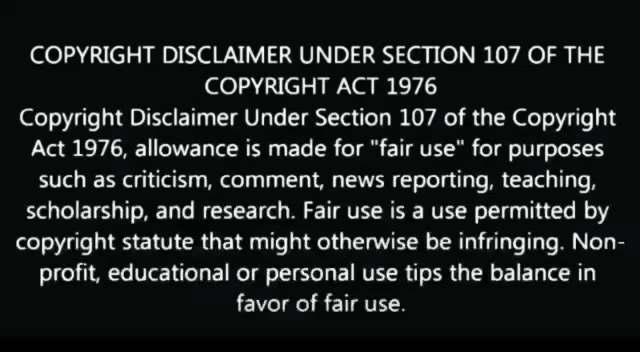 COPYRIGHT DISCLAIMER UNDER SECTION 107 OF THE
COPYRIGHT ACT 1976
Copyright Disclaimer Under Section 107 of the Copyright
Act 1976, allowance is made for "fair use" for purposes
such as criticism, comment, news reporting, teaching,
scholarship, and research. Fair use is a use permitted by
copyright statute that might otherwise be infringing. Non-
profit, educational or personal use tips the balance in
favor of fair use.